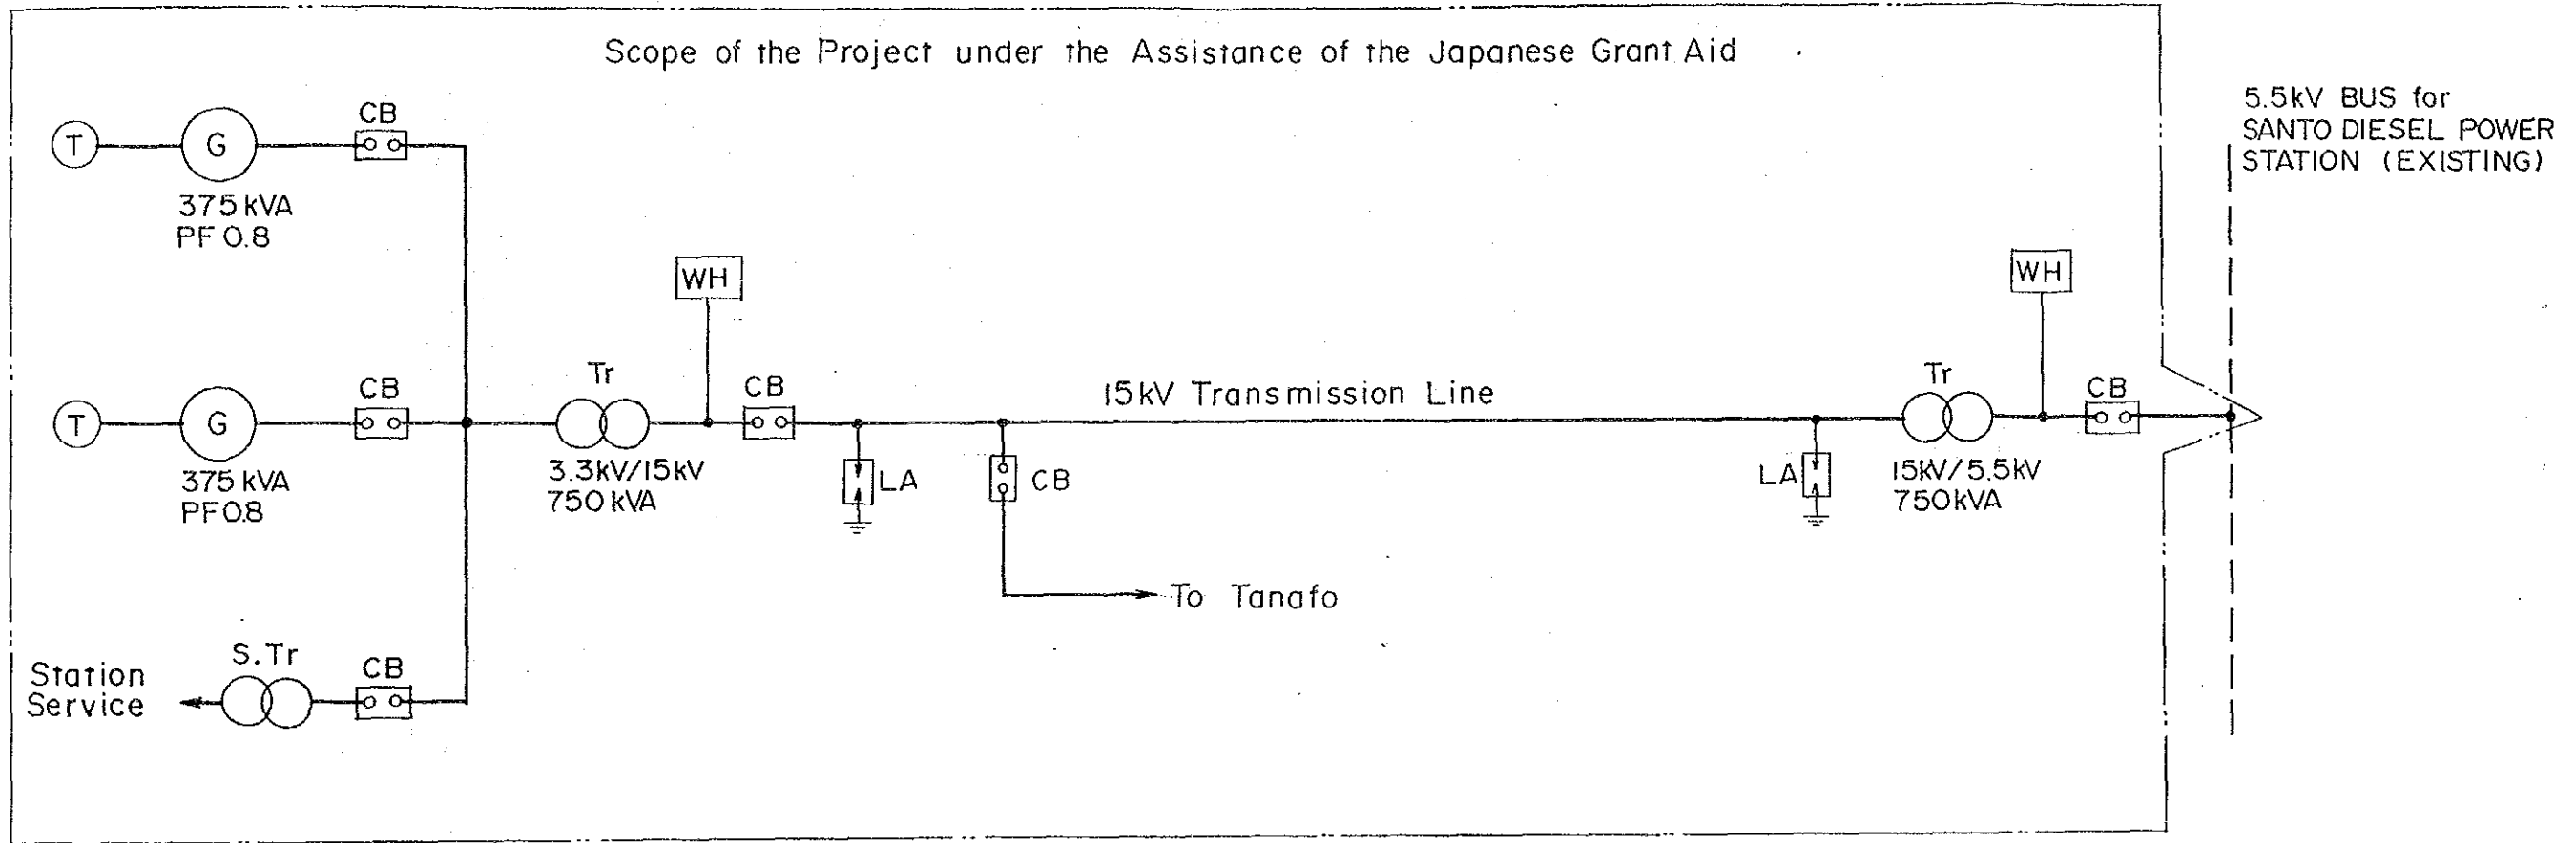 Scope of the Project under the Assistance of the Japanese Grant Aid
5.5kV BUS for
SANTO DIESEL POWER
STATION (EXISTING)
CB
T
G
375 kVA
PF 0.8
WH
WH
CB
T
G
375 kVA
PF 0.8
Tr
3.3kV/15kV
750 kVA
CB
LA
CB
15kV Transmission Line
LA
Tr
15kV/5.5kV
750kVA
CB
To Tanafo
Station
Service
S.Tr
CB